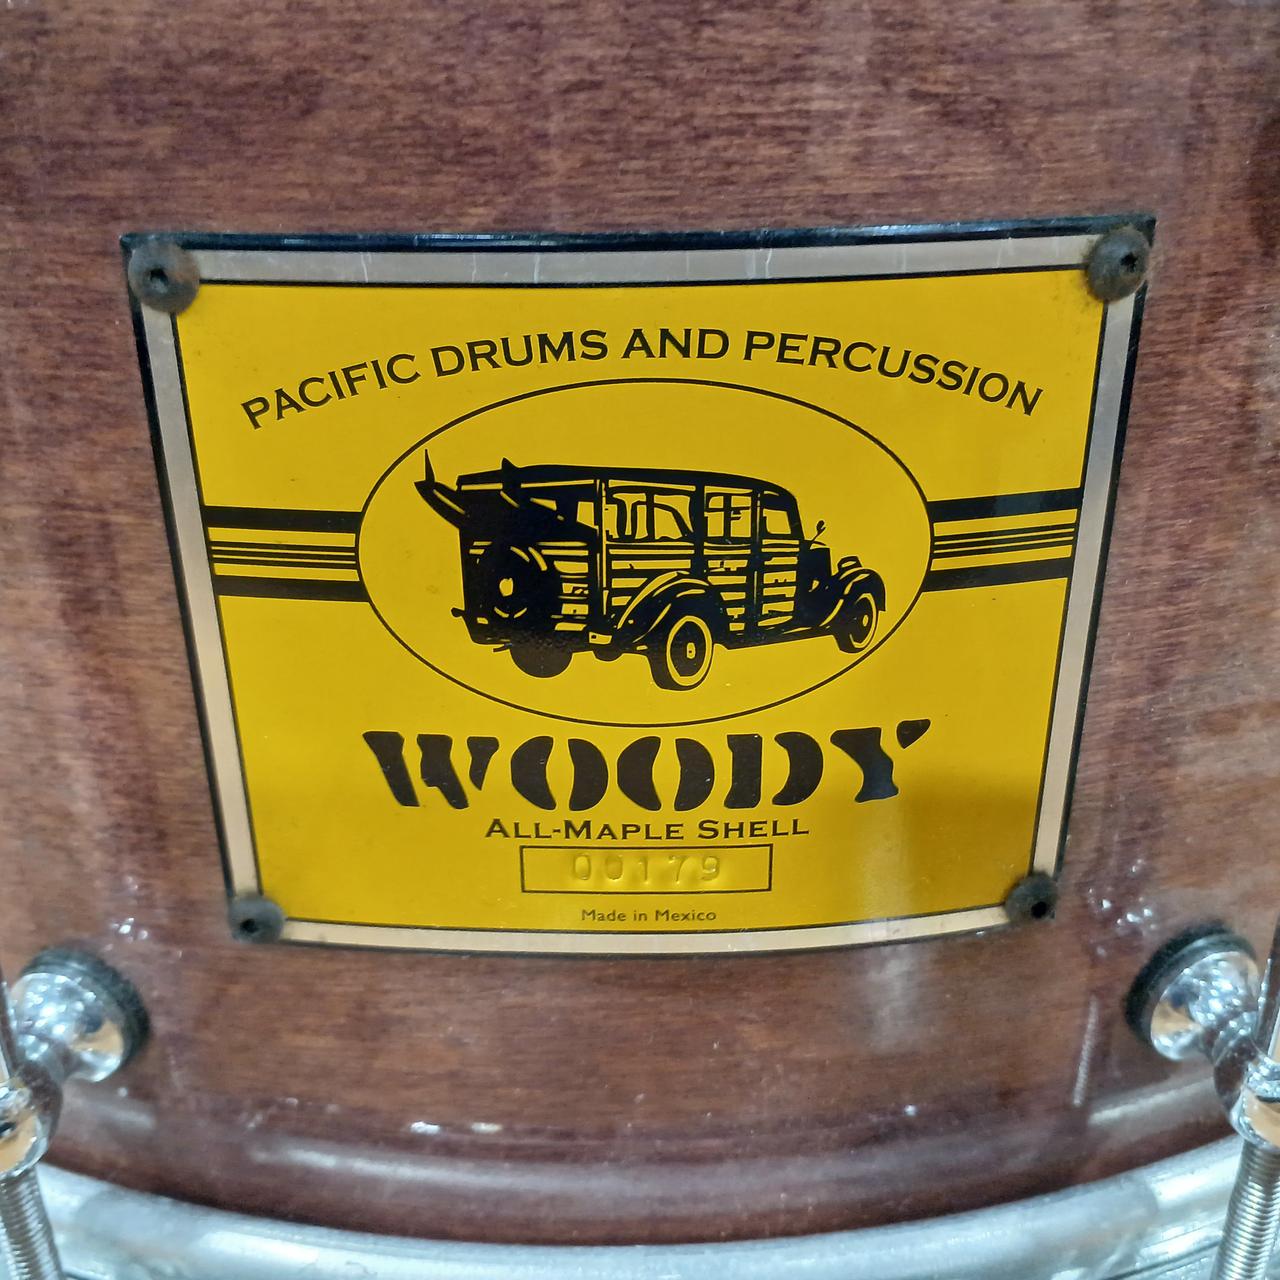 PACIFIC DRUMS AND PERCUSSION
WOODY
ALL-MAPLE SHELL
00179
Made in Mexico